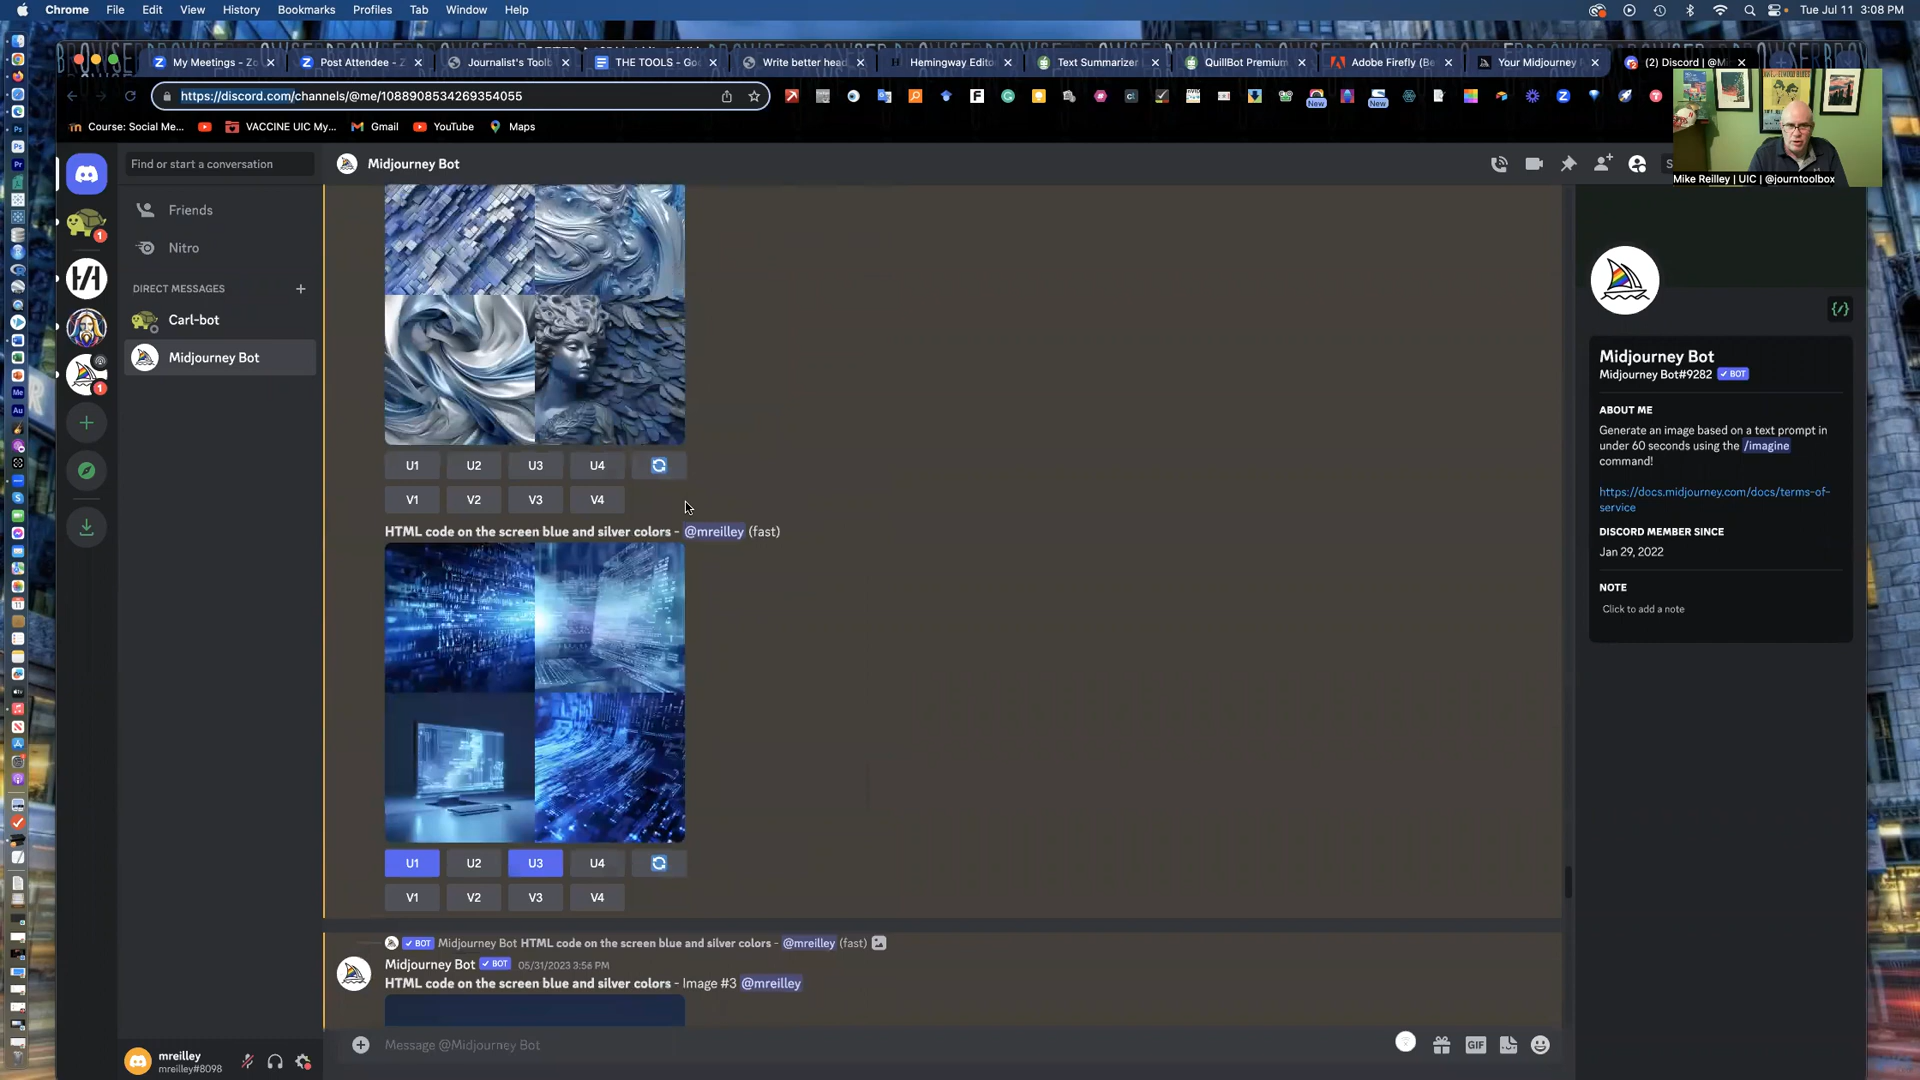 Chrome File Edit View History Bookmarks Profiles Tab Window Help Tue Jul 11 3:08 PM
My Meetings - Zo Post Attendee - Z Journalist's Toolb THE TOOLS - Goo Write better head Hemingway Edito Text Summarizer QuillBot Premium Adobe Firefly (Be Your Midjourney (2) Discord | @Mi
https://discord.com/channels/@me/1088908534269354055
New New
Course: Social Me... VACCINE UIC My... Gmail YouTube Maps
Mike Reilley | UIC | @journtoolbox
Find or start a conversation
Midjourney Bot
Friends
Nitro
DIRECT MESSAGES
Carl-bot
Midjourney Bot
U1 U2 U3 U4
V1 V2 V3 V4
HTML code on the screen blue and silver colors - @mreilley (fast)
U1 U2 U3 U4
V1 V2 V3 V4
BOT Midjourney Bot HTML code on the screen blue and silver colors - @mreilley (fast)
Midjourney Bot BOT 05/31/2023 3:56 PM
HTML code on the screen blue and silver colors - Image #3 @mreilley
Message @Midjourney Bot
GIF
mreilley
mreilley#8098
Midjourney Bot
Midjourney Bot#9282 BOT
ABOUT ME
Generate an image based on a text prompt in
under 60 seconds using the /imagine
command!
https://docs.midjourney.com/docs/terms-of-
service
DISCORD MEMBER SINCE
Jan 29, 2022
NOTE
Click to add a note